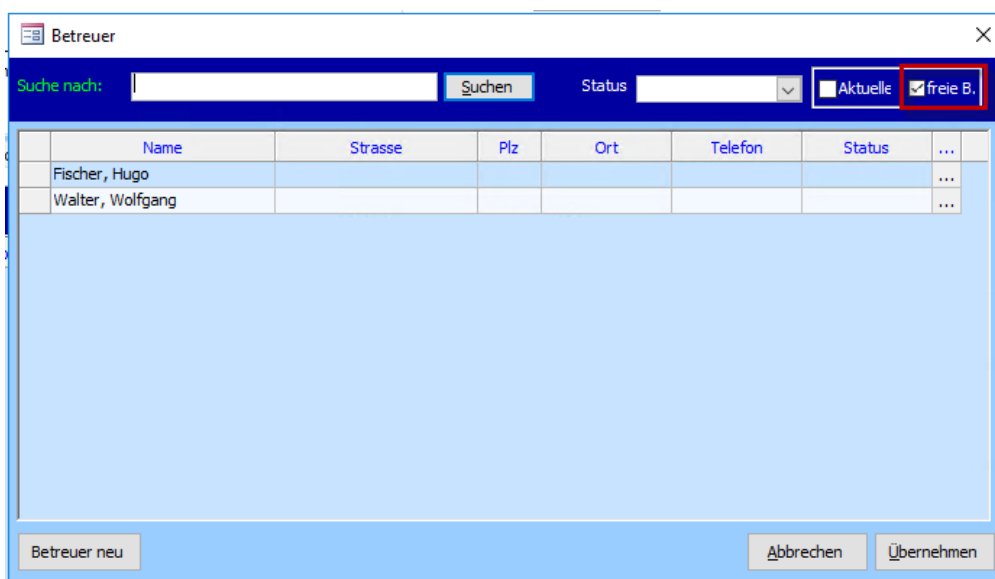 Betreuer
Suche nach: Suchen Status Aktuelle freie B.
Name Strasse Plz Ort Telefon Status ...
Fischer, Hugo ...
Walter, Wolfgang ...
Betreuer neu Abbrechen Übernehmen